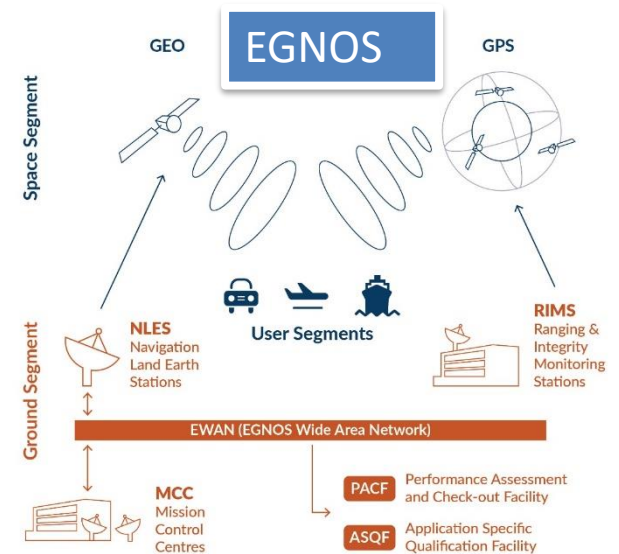 EGNOS
GEO
GPS
Space Segment
User Segments
Ground Segment
NLES
Navigation
Land Earth
Stations
RIMS
Ranging &
Integrity
Monitoring
Stations
EWAN (EGNOS Wide Area Network)
MCC
Mission
Control
Centres
PACF
Performance Assessment
and Check-out Facility
ASQF
Application Specific
Qualification Facility